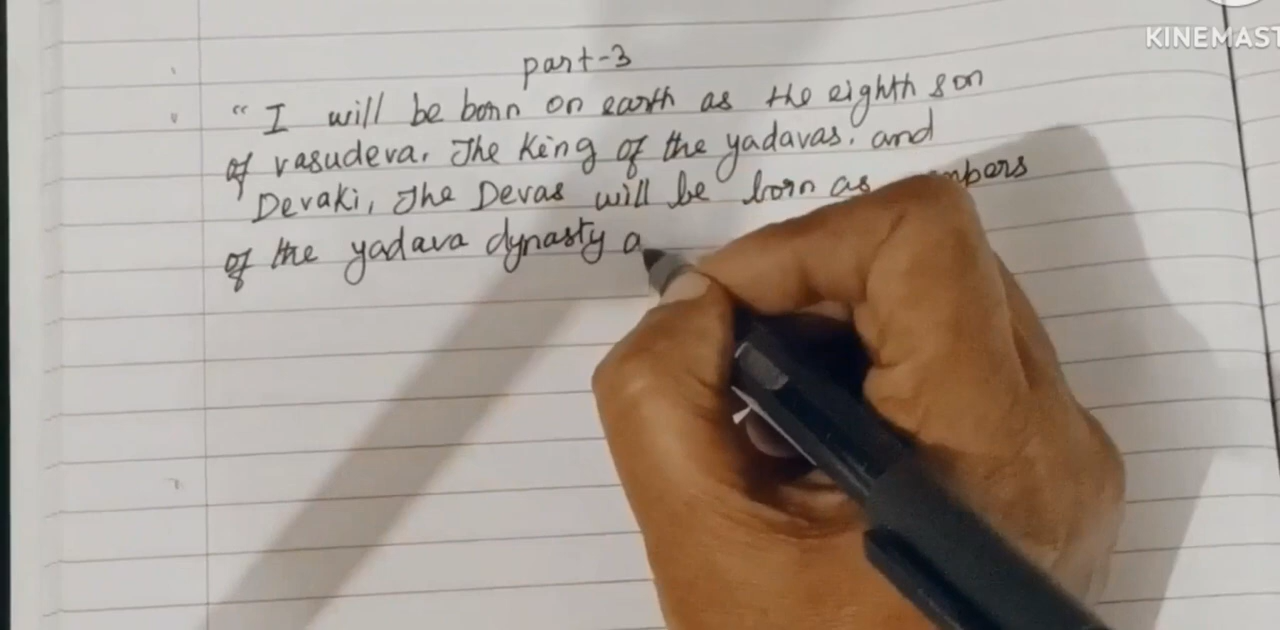 KINEMAST
part-3
"I will be born on earth as the eighth son
of vasudeva. The King of the yadavas. and
Devaki, The Devas will be born as
of the yadava dynasty a